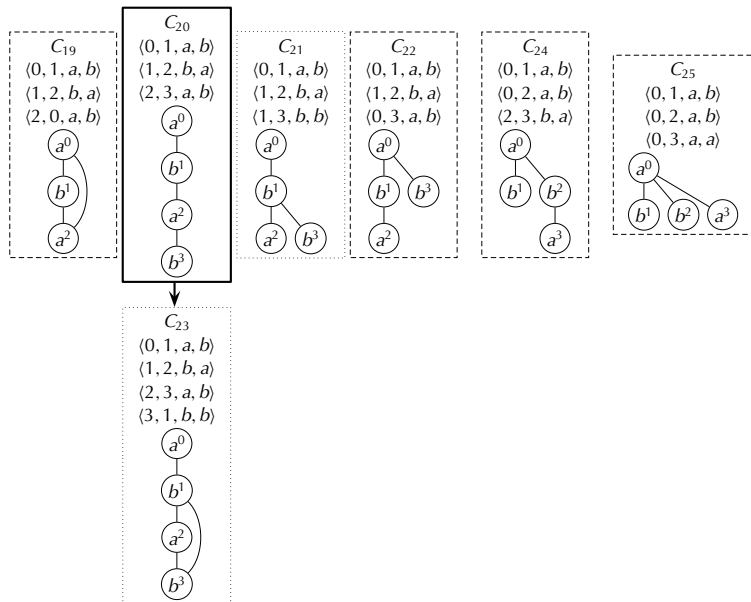 C₁₉
⟨0, 1, a, b⟩
⟨1, 2, b, a⟩
⟨2, 0, a, b⟩
a⁰
b¹
a²
C₂₀
⟨0, 1, a, b⟩
⟨1, 2, b, a⟩
⟨2, 3, a, b⟩
a⁰
b¹
a²
b³
C₂₁
⟨0, 1, a, b⟩
⟨1, 2, b, a⟩
⟨1, 3, b, b⟩
a⁰
b¹
a² b³
C₂₂
⟨0, 1, a, b⟩
⟨1, 2, b, a⟩
⟨0, 3, a, b⟩
a⁰
b¹ b³
a²
C₂₄
⟨0, 1, a, b⟩
⟨0, 2, a, b⟩
⟨2, 3, b, a⟩
a⁰
b¹ b²
a³
C₂₅
⟨0, 1, a, b⟩
⟨0, 2, a, b⟩
⟨0, 3, a, a⟩
a⁰
b¹ b² a³
C₂₃
⟨0, 1, a, b⟩
⟨1, 2, b, a⟩
⟨2, 3, a, b⟩
⟨3, 1, b, b⟩
a⁰
b¹
a²
b³